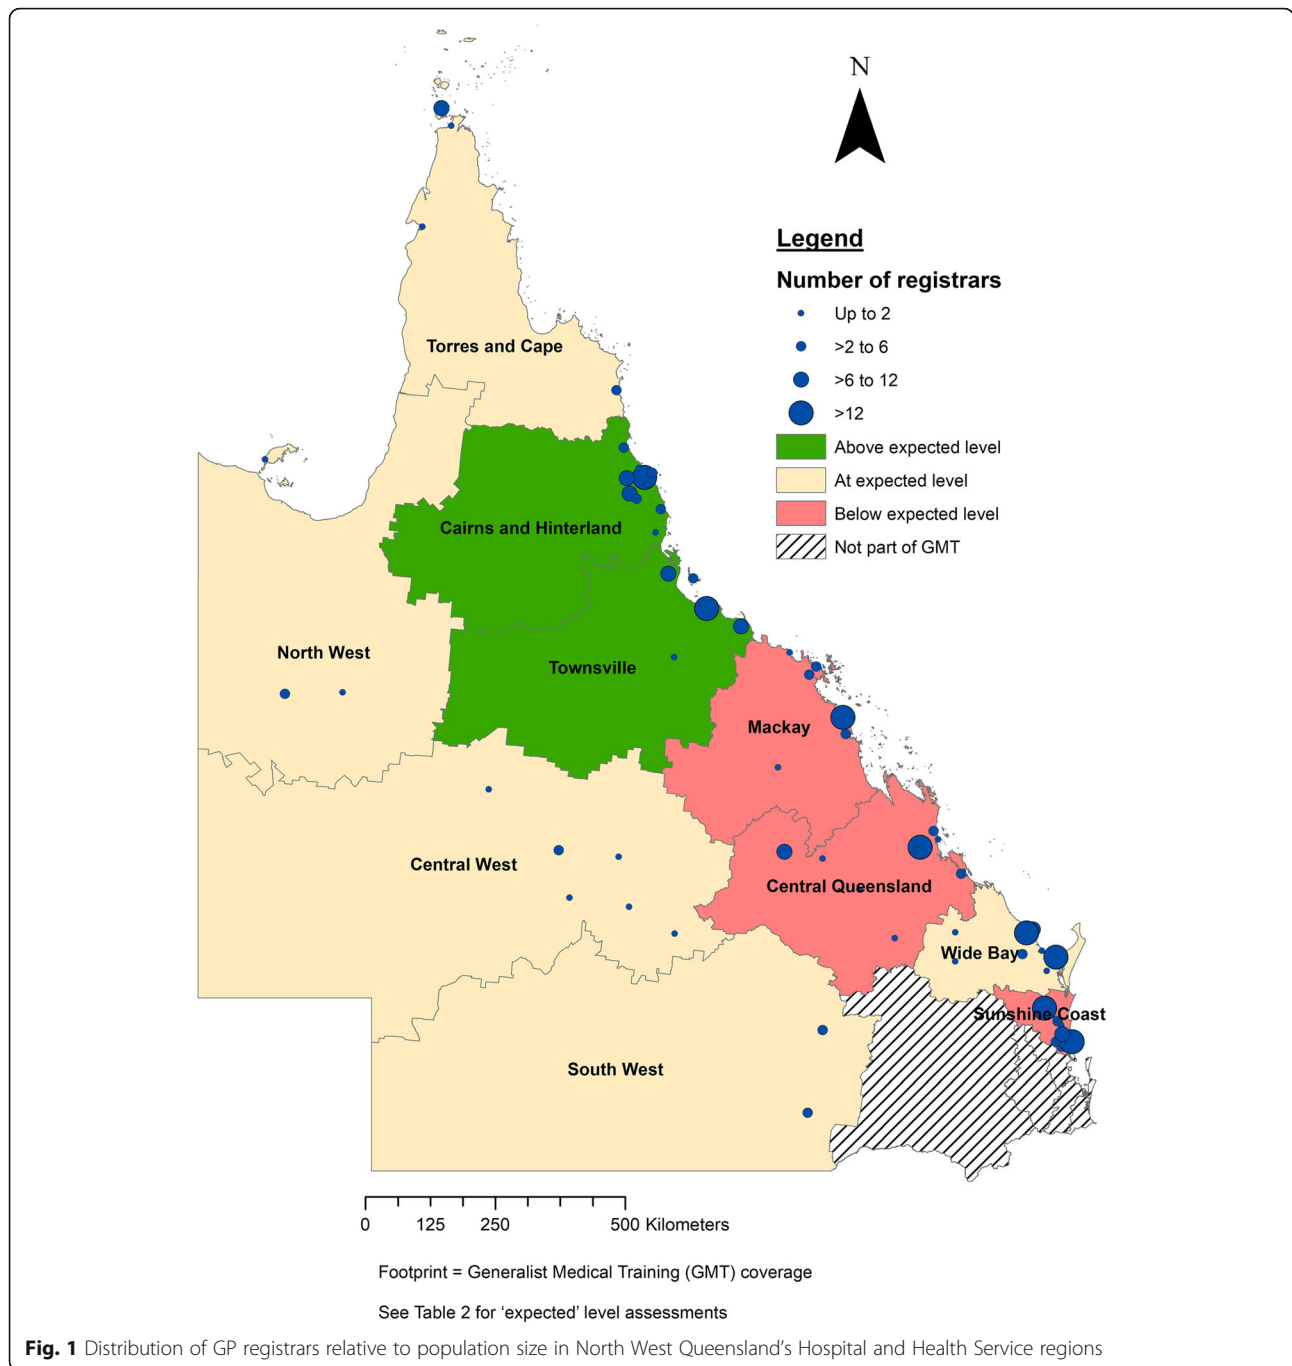 N
Legend
Number of registrars
Up to 2
>2 to 6
>6 to 12
>12
Above expected level
At expected level
Below expected level
Not part of GMT
Torres and Cape
Cairns and Hinterland
North West
Townsville
Mackay
Central West
Central Queensland
Wide Bay
Sunshine Coast
South West
0 125 250 500 Kilometers
Footprint = Generalist Medical Training (GMT) coverage
See Table 2 for ‘expected’ level assessments
Fig. 1 Distribution of GP registrars relative to population size in North West Queensland’s Hospital and Health Service regions